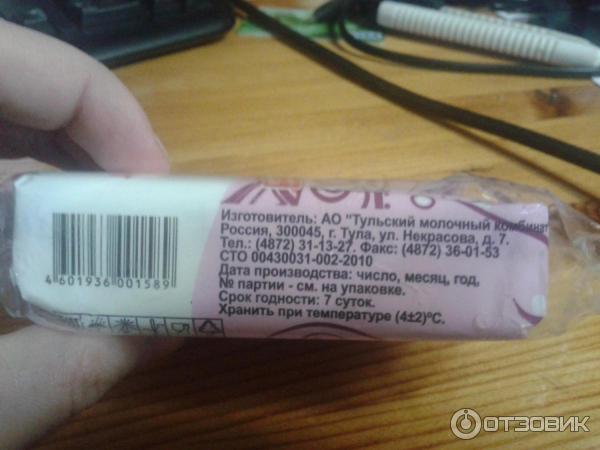 Изготовитель: АО "Тульский молочный комбинат
Россия, 300045, г. Тула, ул. Некрасова, д. 7.
Тел.: (4872) 31-13-27. Факс: (4872) 36-01-53
СТО 00430031-002-2010
Дата производства: число, месяц, год,
№ партии - см. на упаковке.
Срок годности: 7 суток.
Хранить при температуре (4±2)°С.
4 601936 001589
ОТЗОВИК